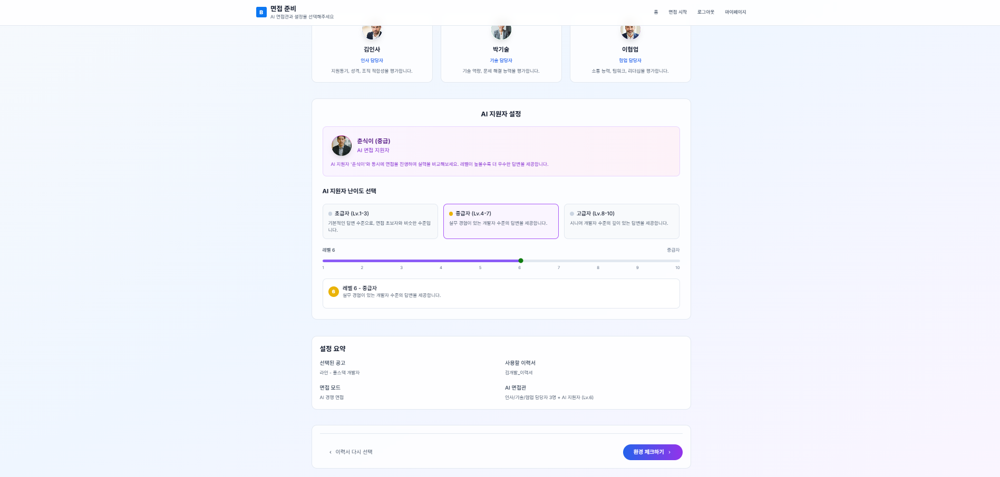 B
면접 준비
AI 면접관과 설정을 선택해주세요
홈
면접 시작
로그아웃
마이페이지
김인사
인사 담당자
지원동기, 성격, 조직 적합성을 평가합니다.
박기술
기술 담당자
기술 역량, 문제 해결 능력을 평가합니다.
이협업
협업 담당자
소통 능력, 팀워크, 리더십을 평가합니다.
AI 지원자 설정
춘식이 (중급)
AI 면접 지원자
AI 지원자 '춘식이'와 동시에 면접을 진행하며 실력을 비교해보세요. 레벨이 높을수록 더 우수한 답변을 제공합니다.
AI 지원자 난이도 선택
초급자 (Lv.1-3)
기본적인 답변 수준으로, 면접 초보자와 비슷한 수준입
니다.
중급자 (Lv.4-7)
실무 경험이 있는 개발자 수준의 답변을 제공합니다.
고급자 (Lv.8-10)
시니어 개발자 수준의 깊이 있는 답변을 제공합니다.
레벨 6
중급자
1 2 3 4 5 6 7 8 9 10
6
레벨 6 - 중급자
실무 경험이 있는 개발자 수준의 답변을 제공합니다.
설정 요약
선택된 공고
라인 - 풀스택 개발자
사용할 이력서
김개발_이력서
면접 모드
AI 경쟁 면접
AI 면접관
인사/기술/협업 담당자 3명 + AI 지원자 (Lv.6)
‹ 이력서 다시 선택
환경 체크하기 ›